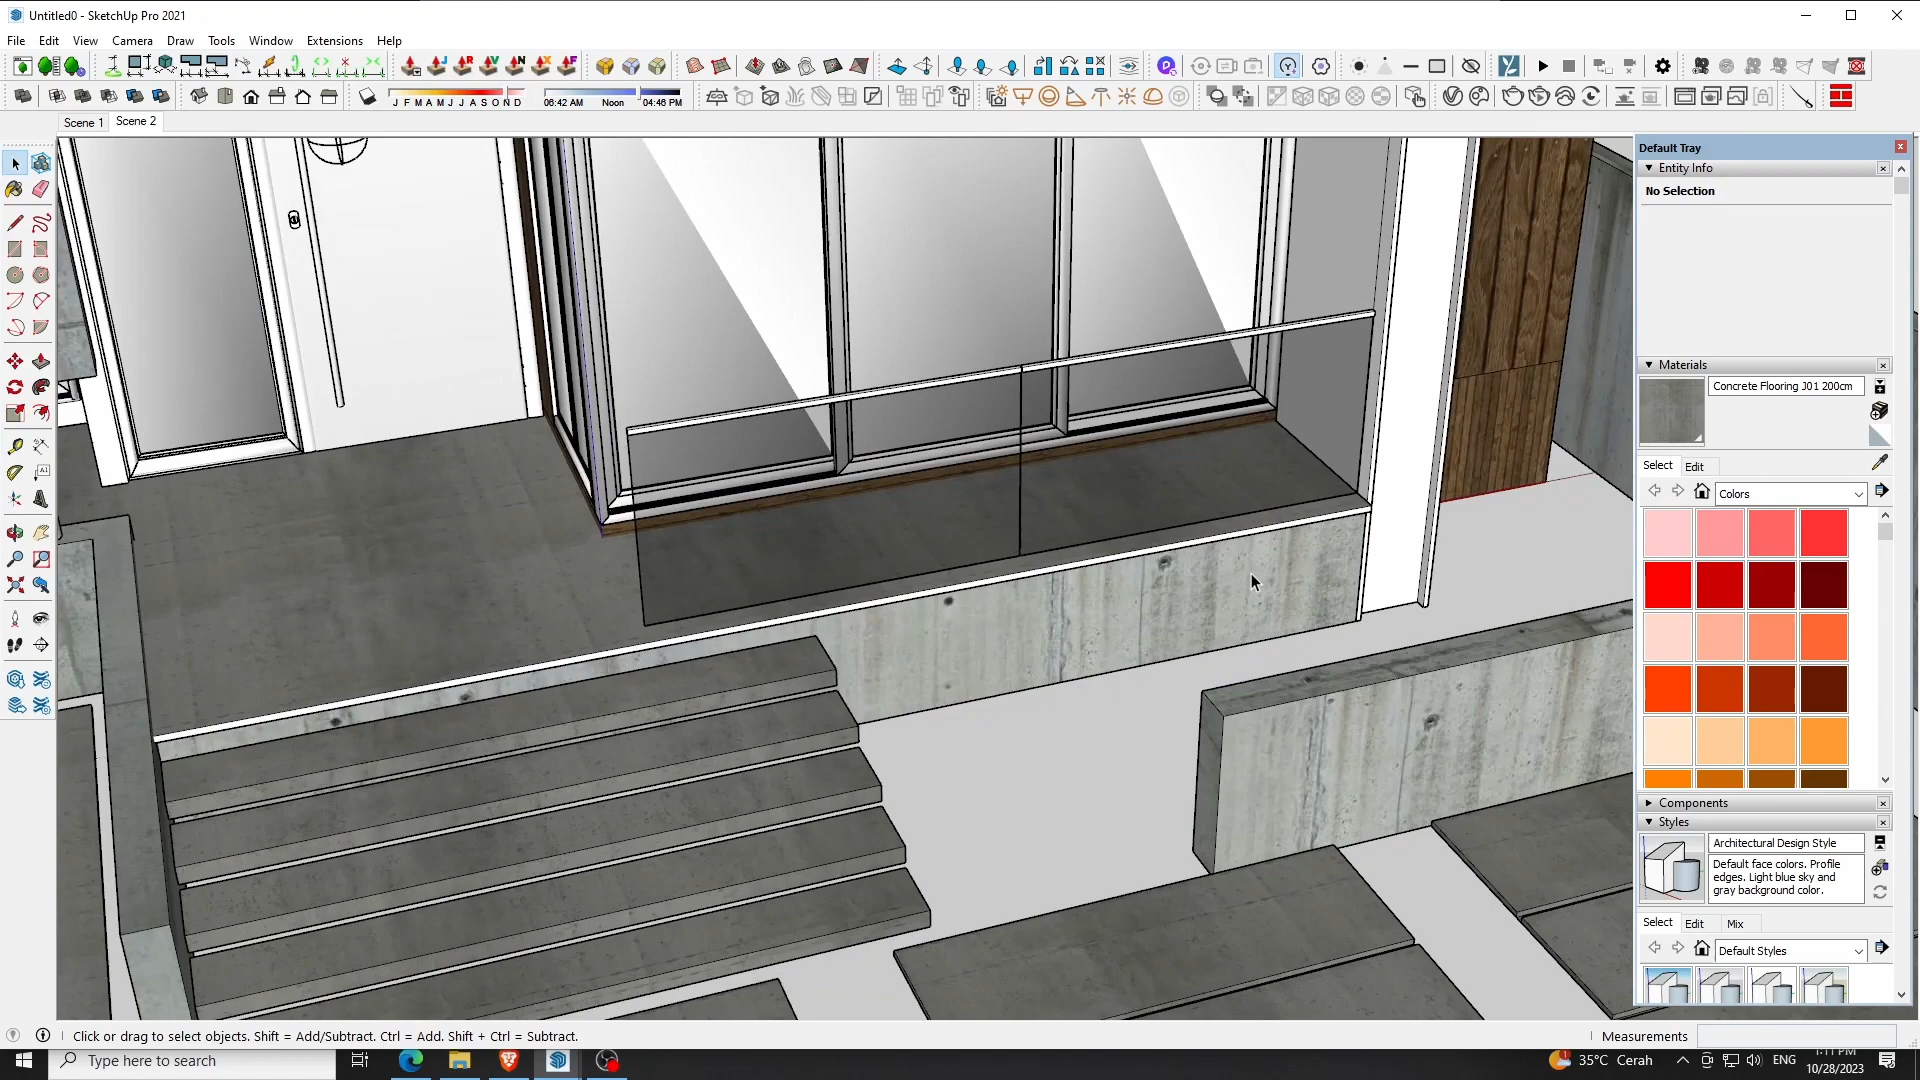 Untitled0 - SketchUp Pro 2021
File Edit View Camera Draw Tools Window Extensions Help
J F M A M J J A S O N D 06:42 AM Noon 04:46 PM
Scene 1 Scene 2
Default Tray
Entity Info
No Selection
Materials
Concrete Flooring J01 200cm
Select Edit
Colors
Components
Styles
Architectural Design Style
Default face colors. Profile
edges. Light blue sky and
gray background color.
Select Edit Mix
Default Styles
Click or drag to select objects. Shift = Add/Subtract. Ctrl = Add. Shift + Ctrl = Subtract.
Measurements
Type here to search
35°C Cerah
ENG
1:11 PM
10/28/2023